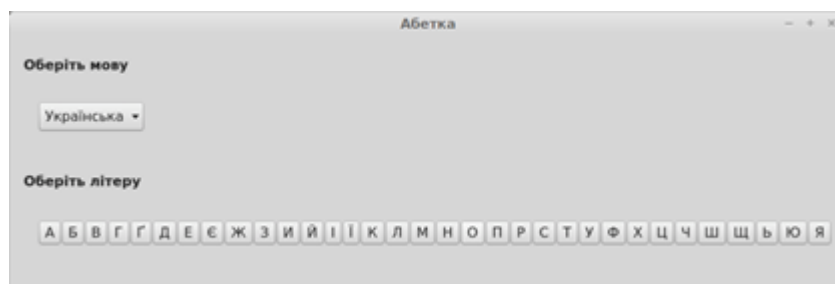 Абетка
Оберіть мову
Українська
Оберіть літеру
А Б В Г Ґ Д Е Є Ж З И Й І Ї К Л М Н О П Р С Т У Ф Х Ц Ч Ш Щ Ь Ю Я